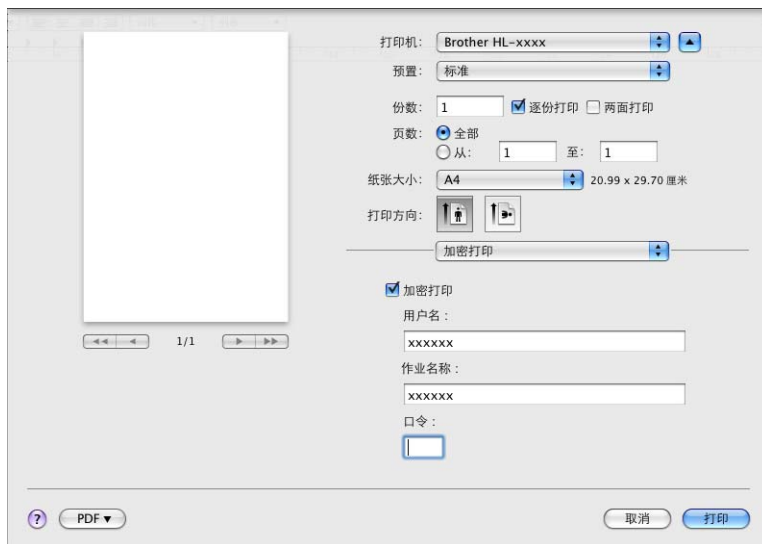 打印机： Brother HL-xxxx
预置： 标准
份数： 1 逐份打印 两面打印
页数： 全部
从： 1 至： 1
纸张大小： A4 20.99 x 29.70 厘米
打印方向：
加密打印
加密打印
用户名：
xxxxxx
作业名称：
xxxxxx
口令：
1/1
? PDF▼ 取消 打印